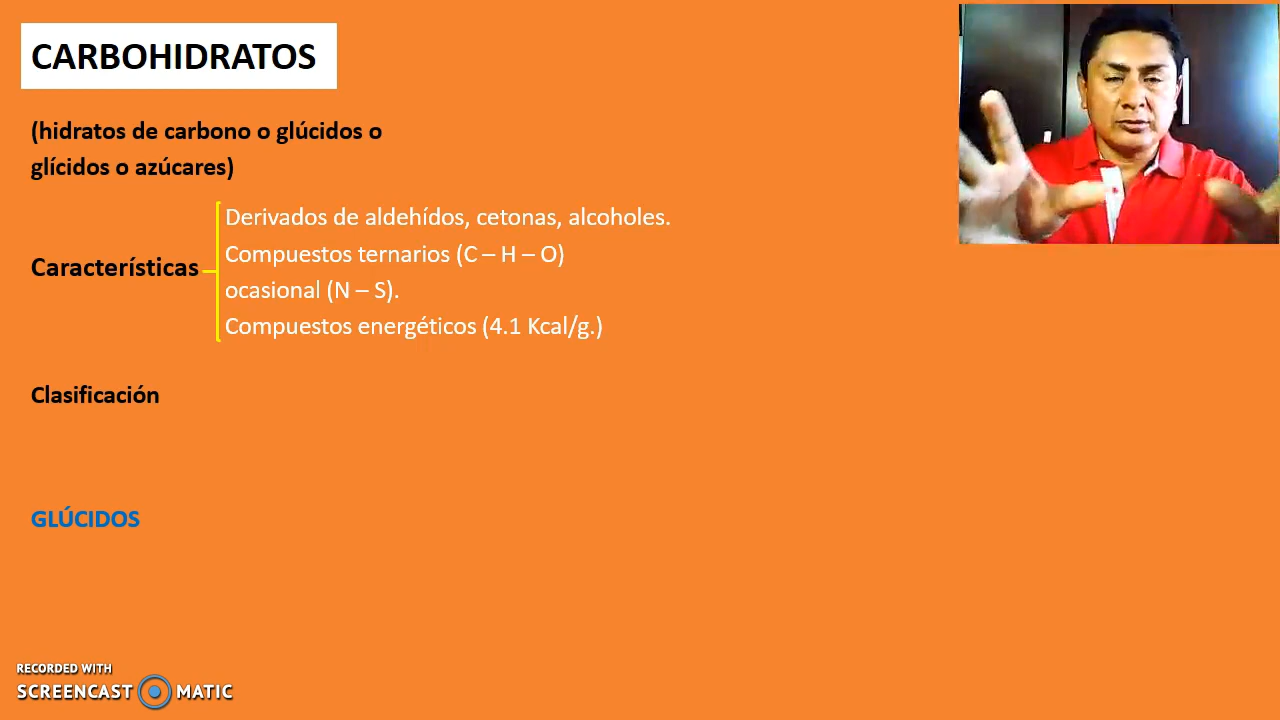 CARBOHIDRATOS
(hidratos de carbono o glúcidos o
glícidos o azúcares)
Características
Derivados de aldehídos, cetonas, alcoholes.
Compuestos ternarios (C – H – O)
ocasional (N – S).
Compuestos energéticos (4.1 Kcal/g.)
Clasificación
GLÚCIDOS
RECORDED WITH
SCREENCAST MATIC